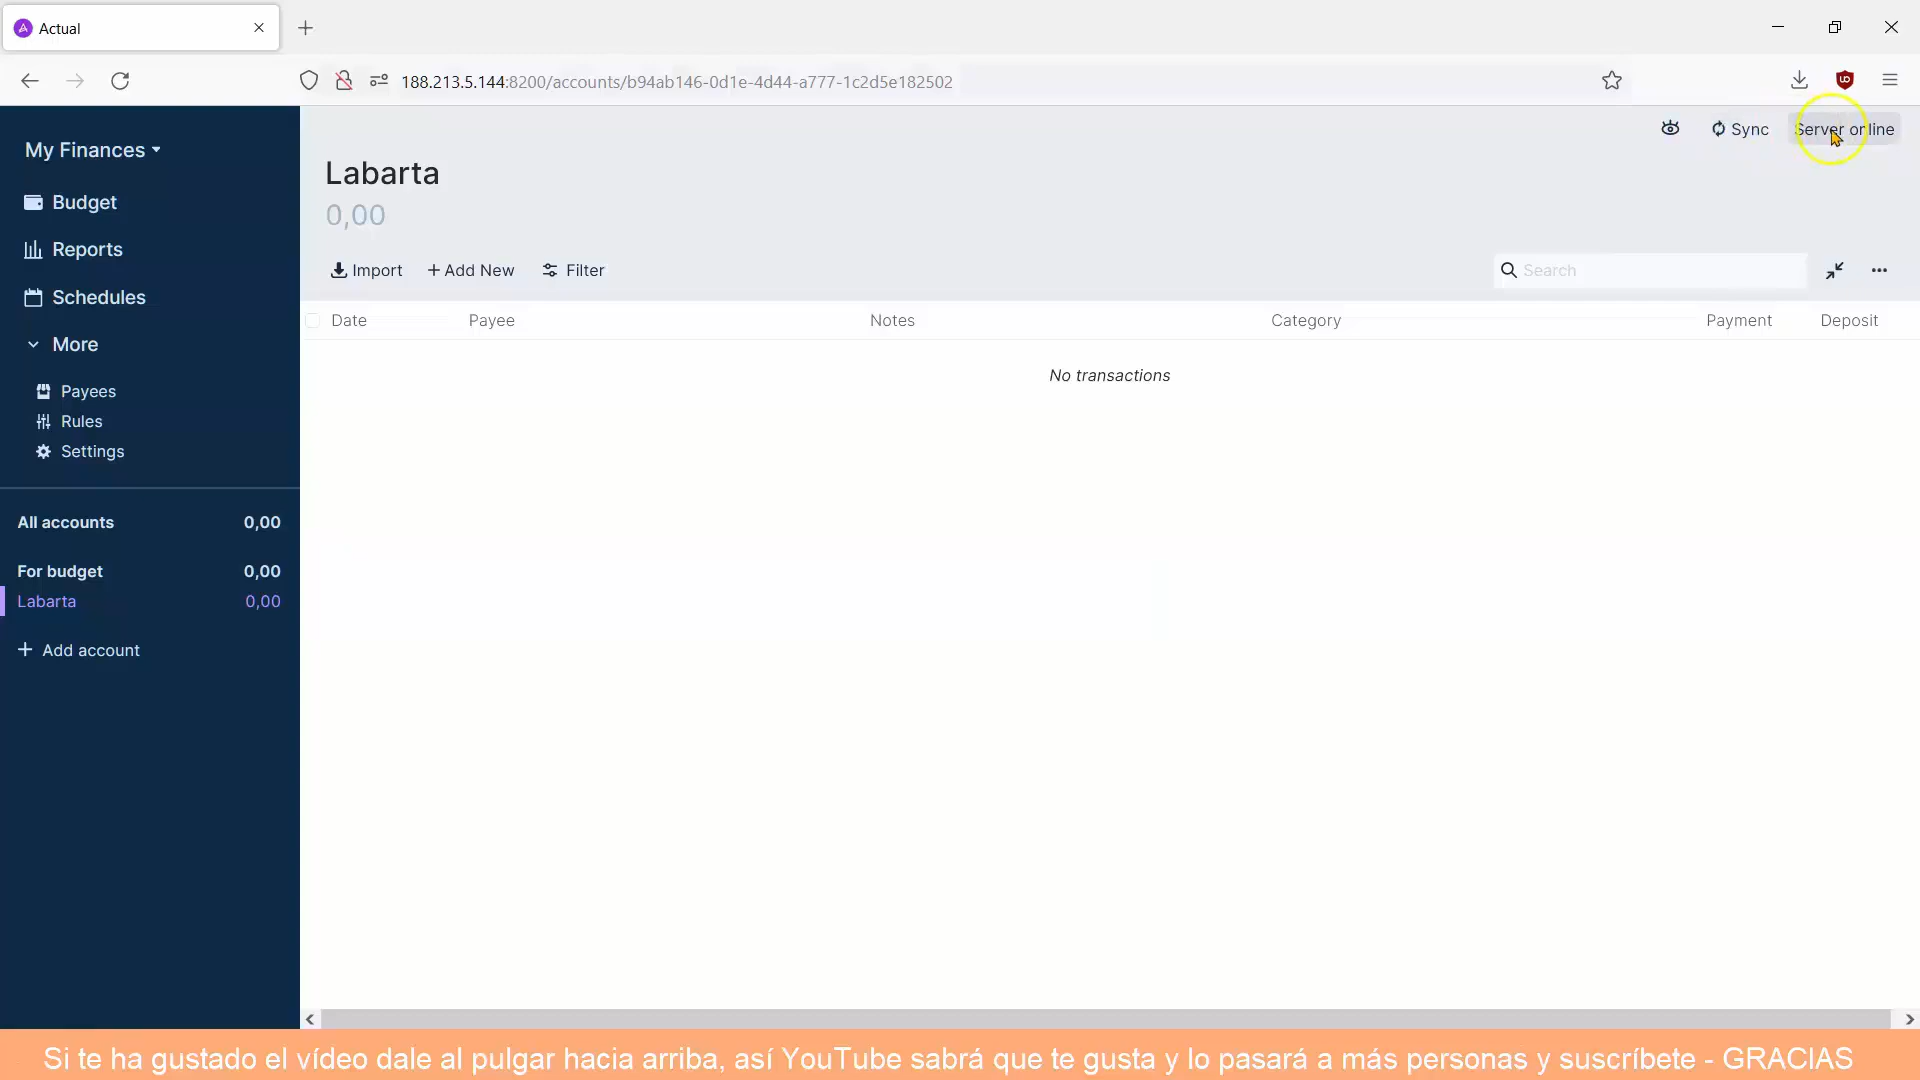 Actual
188.213.5.144:8200/accounts/b94ab146-0d1e-4d44-a777-1c2d5e182502
My Finances
Budget
Reports
Schedules
More
Payees
Rules
Settings
All accounts 0,00
For budget 0,00
Labarta 0,00
Add account
Sync Server online
Labarta
0,00
Import Add New Filter
Search
Date Payee Notes Category Payment Deposit
No transactions
Si te ha gustado el vídeo dale al pulgar hacia arriba, así YouTube sabrá que te gusta y lo pasará a más personas y suscríbete - GRACIAS